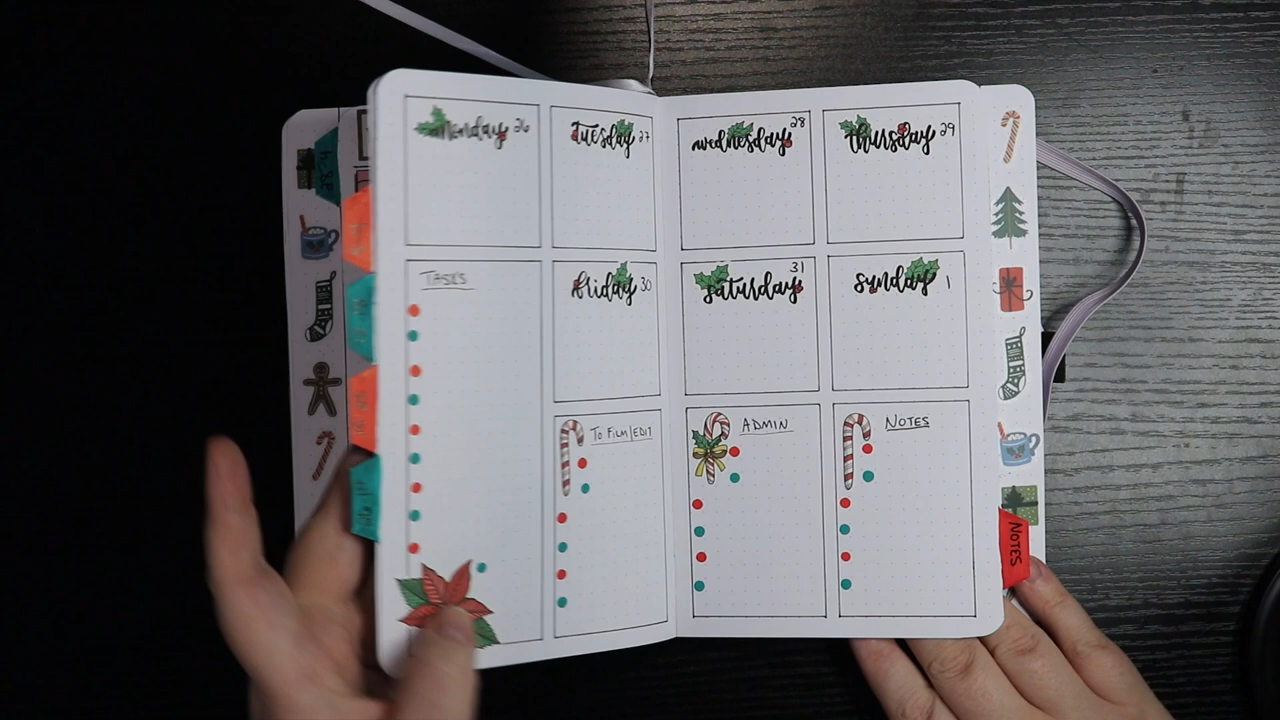 monday 26
tuesday 27
wednesday 28
thursday 29
TASKS
friday 30
saturday 31
sunday 1
TO FILM/EDIT
ADMIN
NOTES
NOTES